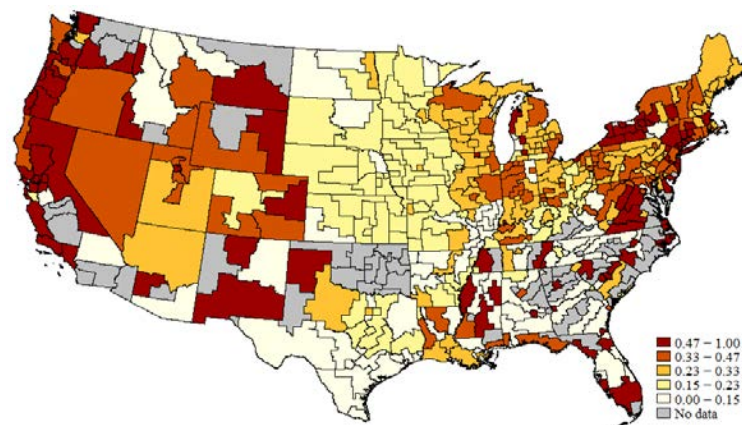 0.47 – 1.00
0.33 – 0.47
0.23 – 0.33
0.15 – 0.23
0.00 – 0.15
No data